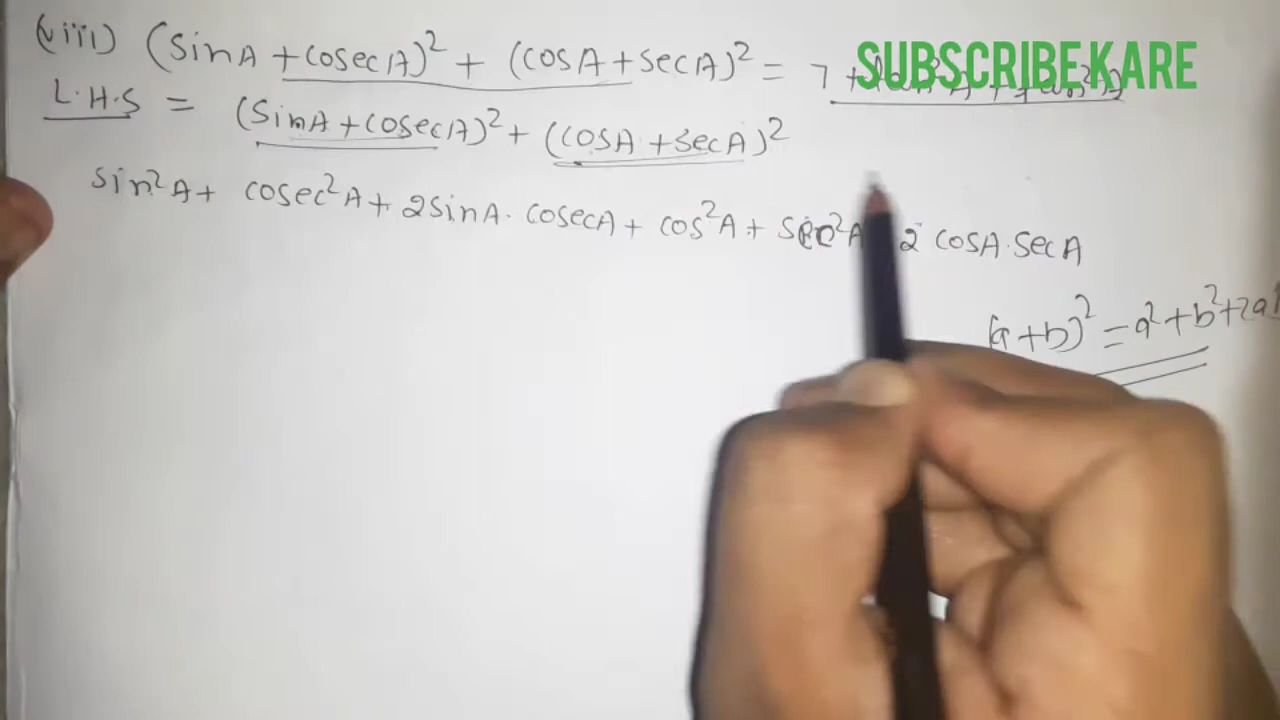 (viii) (sinA + cosecA)² + (cosA + secA)² = 7 +
SUBSCRIBE KARE
L.H.S = (sinA + cosecA)² + (cosA + secA)²
sin²A + cosec²A + 2sinA. cosecA + cos²A + sec²A 2 cosA. secA
(a+b)² = a² + b² + 2a